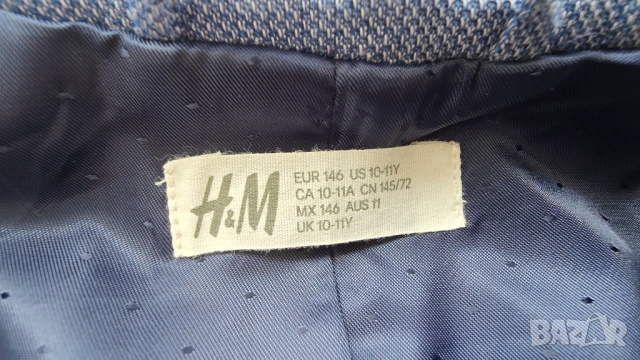 H&M
EUR 146 US 10-11Y
CA 10-11A CN 145/72
MX 146 AUS 11
UK 10-11Y
BAZAR